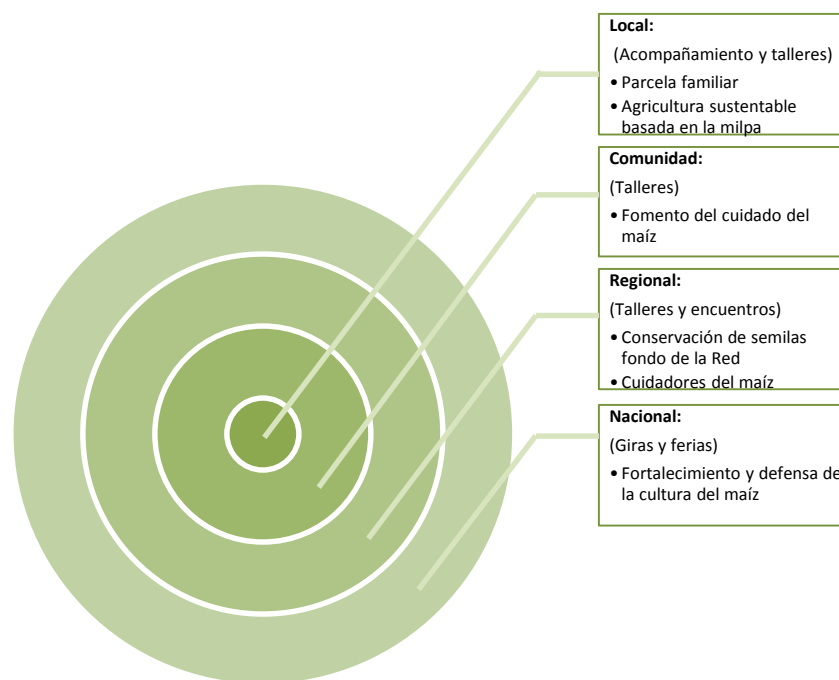 Local:
(Acompañamiento y talleres)
• Parcela familiar
• Agricultura sustentable
basada en la milpa
Comunidad:
(Talleres)
• Fomento del cuidado del
maíz
Regional:
(Talleres y encuentros)
• Conservación de semilas
fondo de la Red
• Cuidadores del maíz
Nacional:
(Giras y ferias)
• Fortalecimiento y defensa de
la cultura del maíz